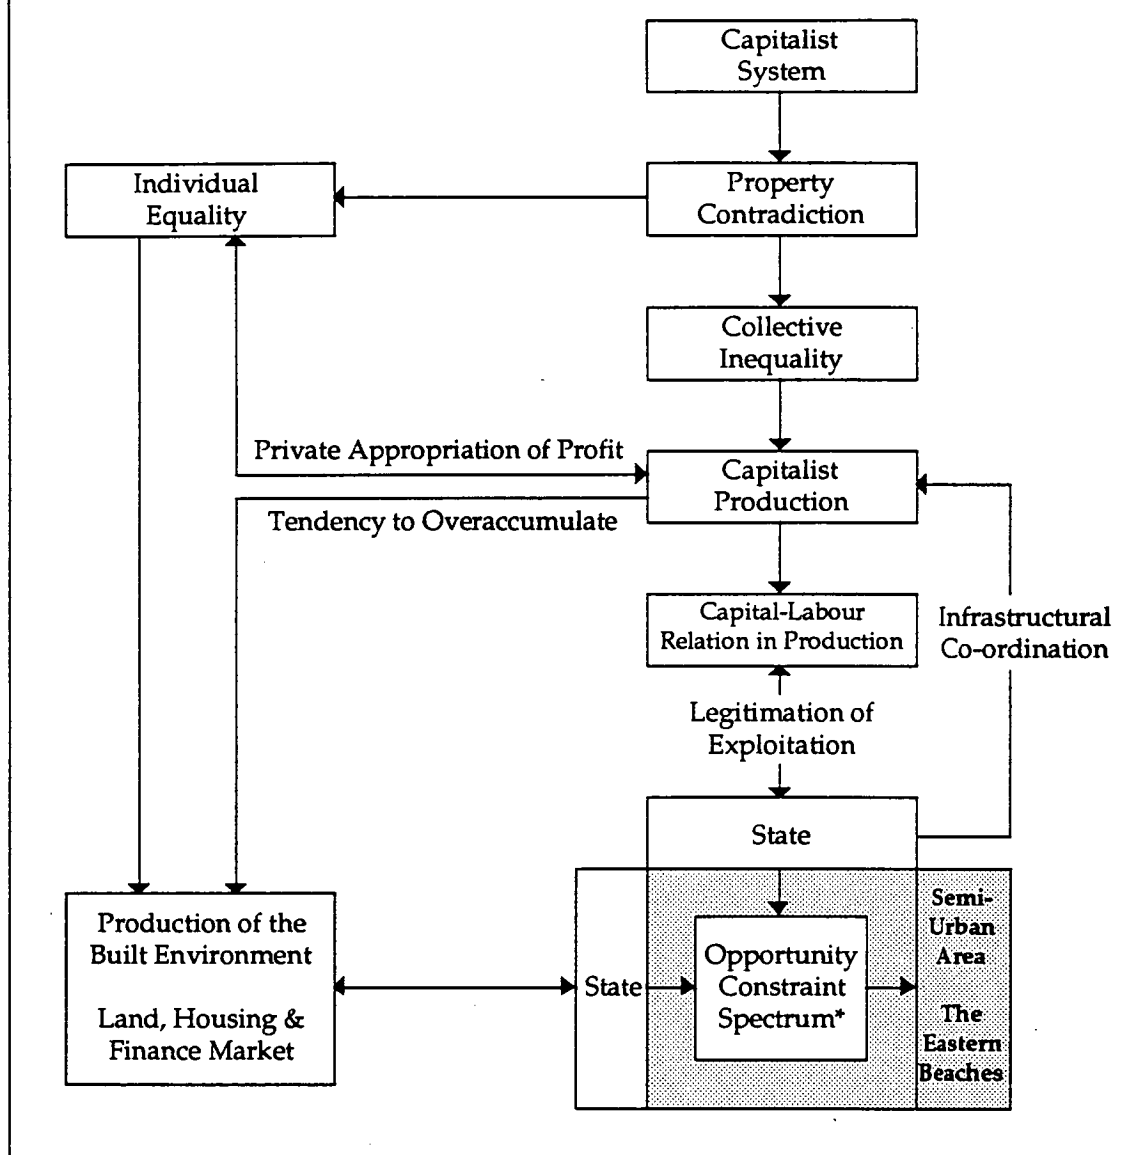 Capitalist
System
Individual
Equality
Property
Contradiction
Collective
Inequality
Private Appropriation of Profit
Capitalist
Production
Tendency to Overaccumulate
Capital-Labour
Relation in Production
Infrastructural
Co-ordination
Legitimation of
Exploitation
State
Production of the
Built Environment
Land, Housing &
Finance Market
State
Opportunity
Constraint
Spectrum*
Semi-
Urban
Area
The
Eastern
Beaches